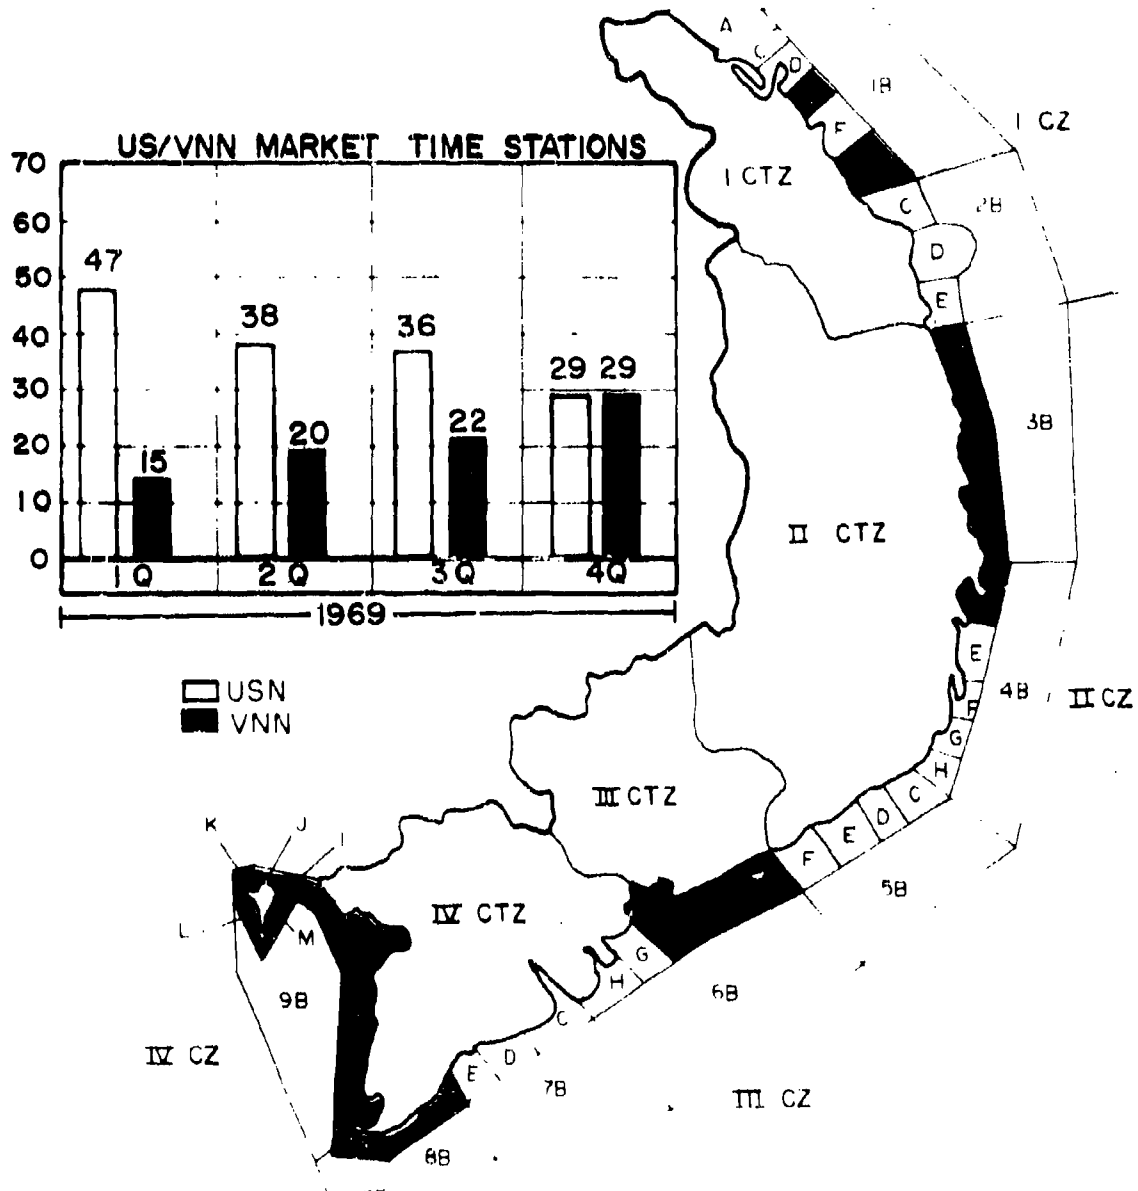 US/VNN MARKET TIME STATIONS
70
60
50
40
30
20
10
0
47
15
38
20
36
22
29 29
1Q 2Q 3Q 4Q
1969
USN
VNN
A
C
D
1B
F
I CZ
I CTZ
C
2B
D
E
3B
II CTZ
E
4B
II CZ
F
G
H
C
D
E
F
5B
III CTZ
K
J
I
IV CTZ
L
M
G
H
6B
9B
C
IV CZ
D
E
7B
III CZ
8B